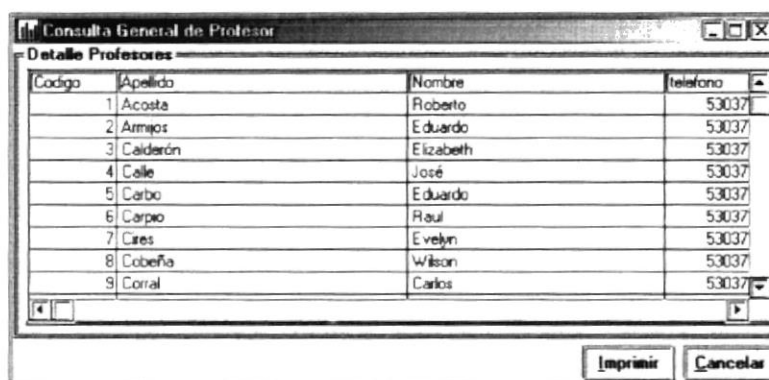 Consulta General de Profesor
Detalle Profesores
Codigo Apellido Nombre telefono
1 Acosta Roberto 53037
2 Armijos Eduardo 53037
3 Calderón Elizabeth 53037
4 Calle José 53037
5 Carbo Eduardo 53037
6 Carpio Raul 53037
7 Cires Evelyn 53037
8 Cobeña Wilson 53037
9 Corral Carlos 53037
Imprimir Cancelar